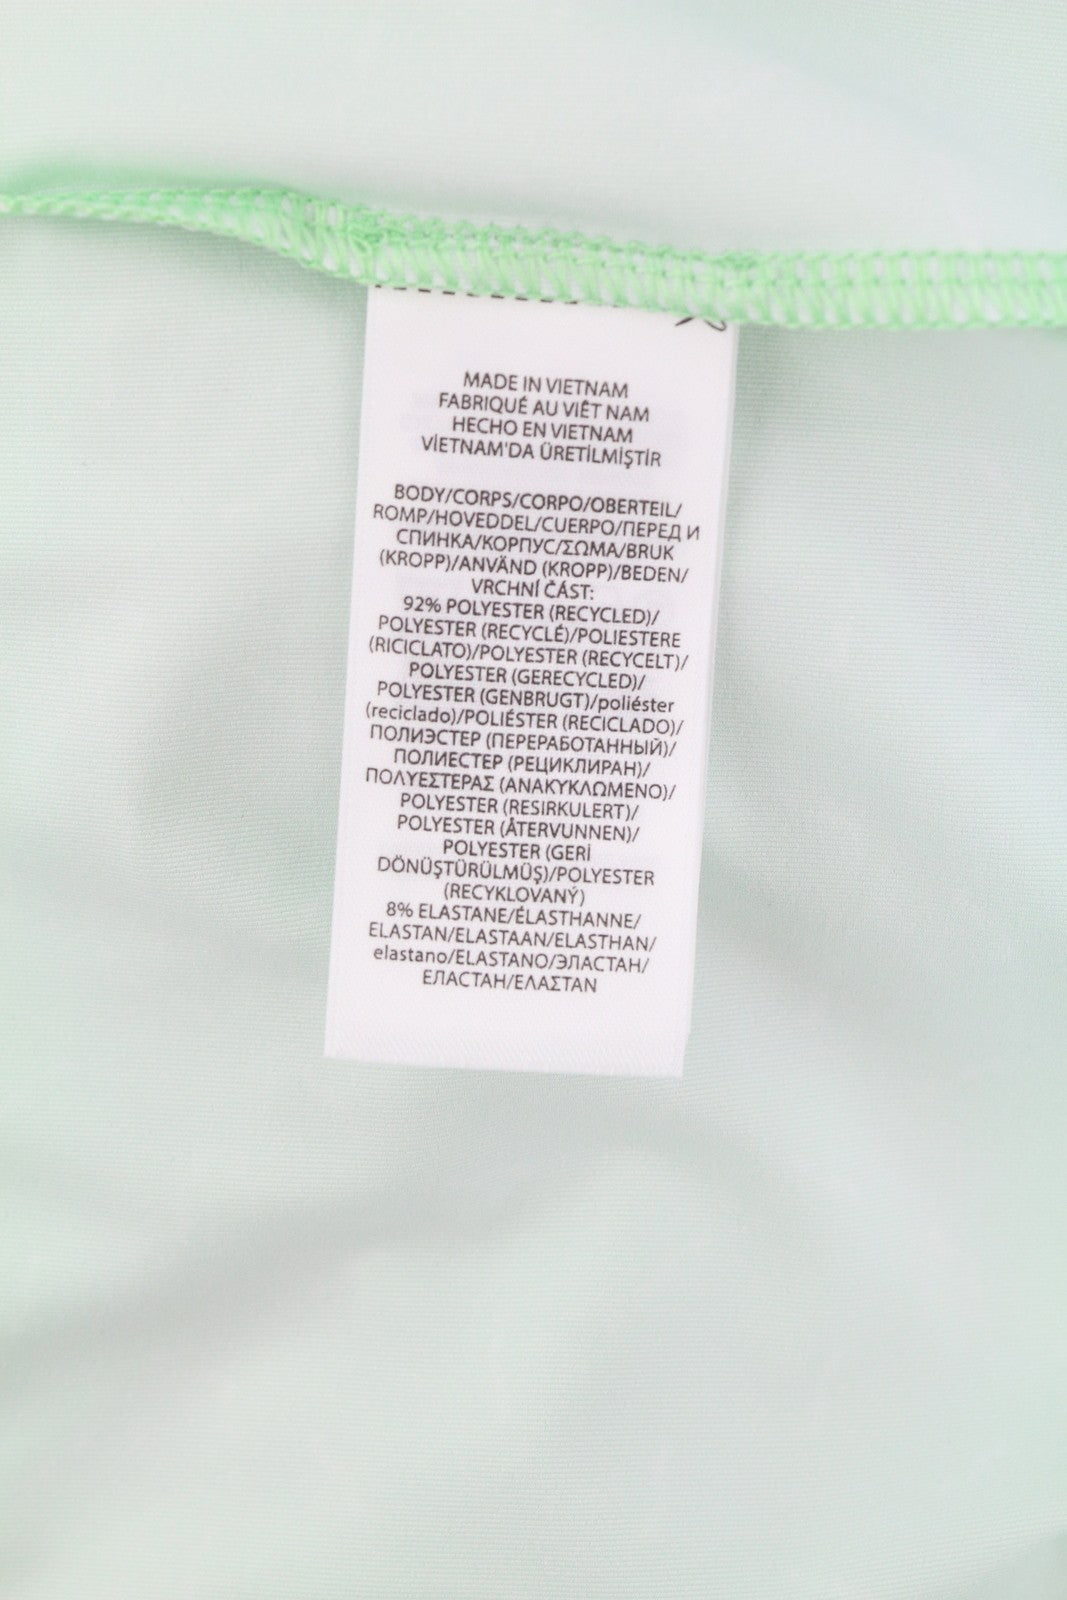 MADE IN VIETNAM
FABRIQUÉ AU VIÊT NAM
HECHO EN VIETNAM
VİETNAM'DA ÜRETİLMİŞTİR
BODY/CORPS/CORPO/OBERTEIL/
ROMP/HOVEDDEL/CUERPO/ПЕРЕД И
СПИНКА/КОРПУС/ΣΩΜΑ/BRUK
(KROPP)/ANVÄND (KROPP)/BEDEN/
VRCHNÍ ČÁST:
92% POLYESTER (RECYCLED)/
POLYESTER (RECYCLÉ)/POLIESTERE
(RICICLATO)/POLYESTER (RECYCELT)/
POLYESTER (GERECYCLED)/
POLYESTER (GENBRUGT)/poliéster
(reciclado)/POLIÉSTER (RECICLADO)/
ПОЛИЭСТЕР (ПЕРЕРАБОТАННЫЙ)/
ПОЛИЕСТЕР (РЕЦИКЛИРАН)/
ΠΟΛΥΕΣΤΕΡΑΣ (ΑΝΑΚΥΚΛΩΜΕΝΟ)/
POLYESTER (RESIRKULERT)/
POLYESTER (ÅTERVUNNEN)/
POLYESTER (GERİ
DÖNÜŞTÜRÜLMÜŞ)/POLYESTER
(RECYKLOVANÝ)
8% ELASTANE/ÉLASTHANNE/
ELASTAN/ELASTAAN/ELASTHAN/
elastano/ELASTANO/ЭЛАСТАН/
ЕЛАСТАН/ΕΛΑΣΤΑΝ